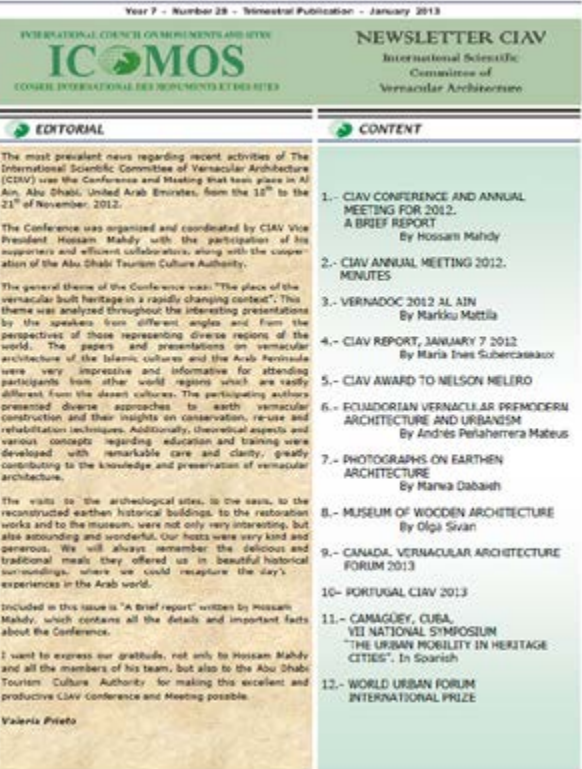 Year 7 - Number 28 - Trimestral Publication - January 2013
INTERNATIONAL COUNCIL ON MONUMENTS AND SITES
ICOMOS
CONSEIL INTERNATIONAL DES MONUMENTS ET DES SITES
NEWSLETTER CIAV
International Scientific
Committee of
Vernacular Architecture
EDITORIAL
The most prevalent news regarding recent activities of The
International Scientific Committee of Vernacular Architecture
(CIAV) was the Conference and Meeting that took place in Al
Ain, Abu Dhabi, United Arab Emirates, from the to the
21st of November, 2012.
The Conference was organized and coordinated by CIAV Vice
President Hossam Mahdy with the participation of his
supporters and efficient collaborators, along with the cooper-
ation of the Abu Dhabi Tourism Culture Authority.
The general theme of the Conference was: "The place of the
vernacular built heritage in a rapidly changing context". This
theme was analyzed throughout the interesting presentations
by the speakers from different angles and from the
perspectives of those representing diverse regions of the
world. The papers and presentations on vernacular
architecture of the Islamic cultures and the Arab Peninsula
were very impressive and informative for attending
participants from other world regions which are vastly
different from the desert cultures. The participating authors
presented diverse approaches to earth vernacular
construction and their insights on conservation, re-use and
rehabilitation techniques. Additionally, theoretical aspects and
various concepts regarding education and training were
developed with remarkable care and clarity, greatly
contributing to the knowledge and preservation of vernacular
architecture.
The visits to the archeological sites, to the oasis, to the
reconstructed earthen historical buildings, to the restoration
works and to the museum, were not only very interesting, but
also astounding and wonderful. Our hosts were very kind and
generous. We will always remember the delicious and
traditional meals they offered us in beautiful historical
surroundings, where we could recapture the day's
experiences in the Arab world.
Included in this issue is "A Brief report" written by Hossam
Mahdy, which contains all the details and important facts
about the Conference.
I want to express our gratitude, not only to Hossam Mahdy
and all the members of his team, but also to the Abu Dhabi
Tourism Culture Authority for making this excellent and
productive CIAV Conference and Meeting possible.
Valeria Prieto
CONTENT
1.- CIAV CONFERENCE AND ANNUAL
MEETING FOR 2012.
A BRIEF REPORT
By Hossam Mahdy
2.- CIAV ANNUAL MEETING 2012.
MINUTES
3.- VERNADOC 2012 AL AIN
By Markku Mattila
4.- CIAV REPORT, JANUARY 7 2012
By Maria Ines Subercaseaux
5.- CIAV AWARD TO NELSON MELERO
6.- ECUADORIAN VERNACULAR PREMODERN
ARCHITECTURE AND URBANISM
By Andrés Peñaherrera Mateus
7.- PHOTOGRAPHS ON EARTHEN
ARCHITECTURE
By Marwa Dabaieh
8.- MUSEUM OF WOODEN ARCHITECTURE
By Olga Sivan
9.- CANADA. VERNACULAR ARCHITECTURE
FORUM 2013
10- PORTUGAL CIAV 2013
11.- CAMAGÜEY, CUBA,
VII NATIONAL SYMPOSIUM
"THE URBAN MOBILITY IN HERITAGE
CITIES". In Spanish
12.- WORLD URBAN FORUM
INTERNATIONAL PRIZE